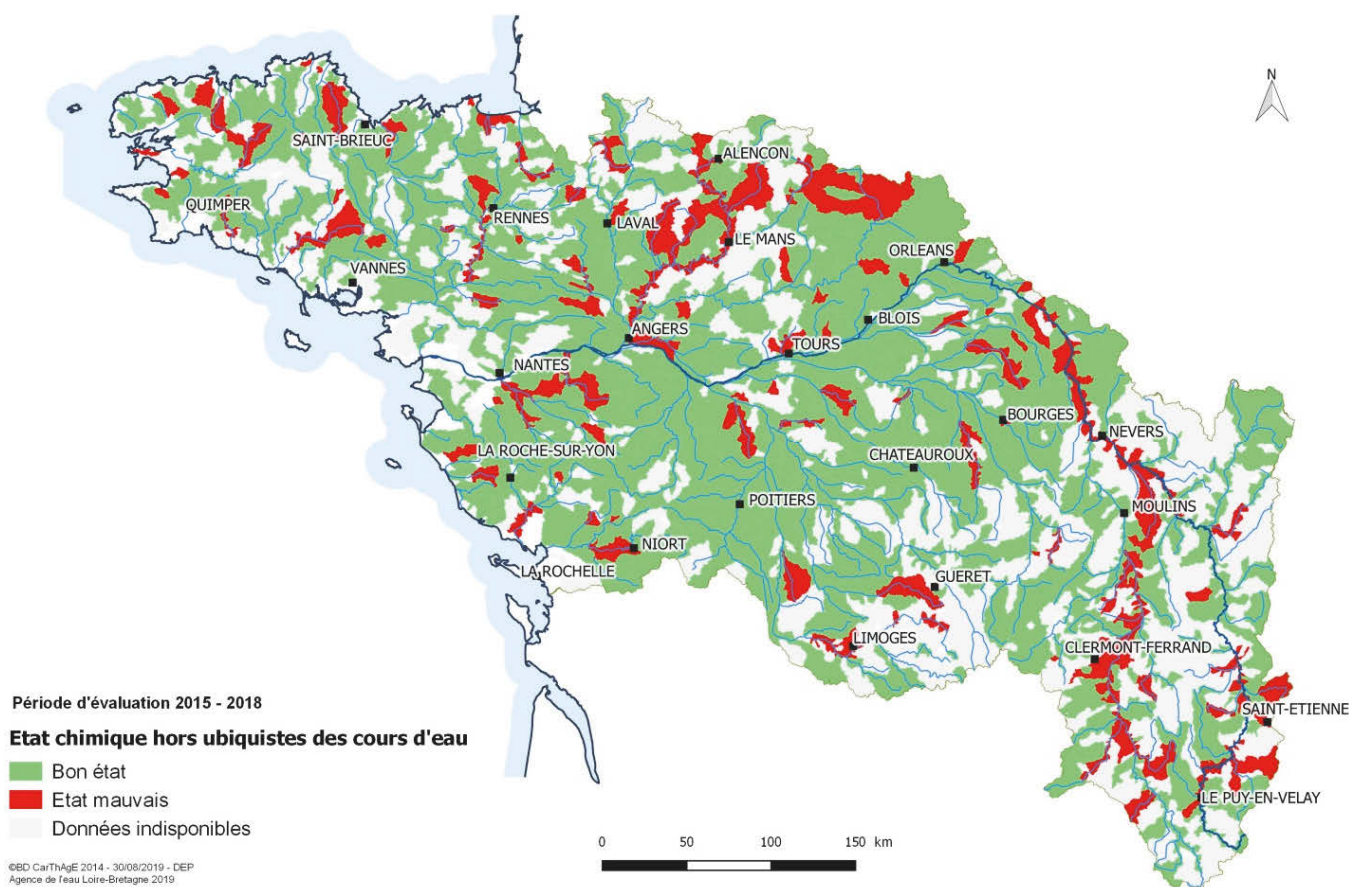 N
SAINT-BRIEUC
ALENCON
QUIMPER
RENNES
LAVAL
LE MANS
ORLEANS
VANNES
BLOIS
ANGERS
TOURS
NANTES
BOURGES
NEVERS
LA ROCHE-SUR-YON
CHATEAUROUX
POITIERS
MOULINS
NIORT
LA ROCHELLE
GUERET
LIMOGES
CLERMONT-FERRAND
SAINT-ETIENNE
LE PUY-EN-VELAY
Période d'évaluation 2015 - 2018
Etat chimique hors ubiquistes des cours d'eau
Bon état
Etat mauvais
Données indisponibles
0 50 100 150 km
©BD CarThAgE 2014 - 30/08/2019 - DEP
Agence de l'eau Loire-Bretagne 2019